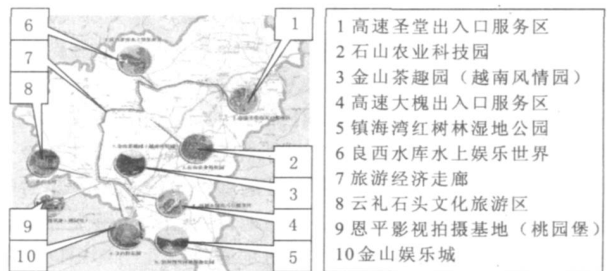 6
1
7
8
2
3
9
4
10
5
1 高速圣堂出入口服务区
2 石山农业科技园
3 金山茶趣园（越南风情园）
4 高速大槐出入口服务区
5 镇海湾红树林湿地公园
6 良西水库水上娱乐世界
7 旅游经济走廊
8 云礼石头文化旅游区
9 恩平影视拍摄基地（桃园堡）
10 金山娱乐城